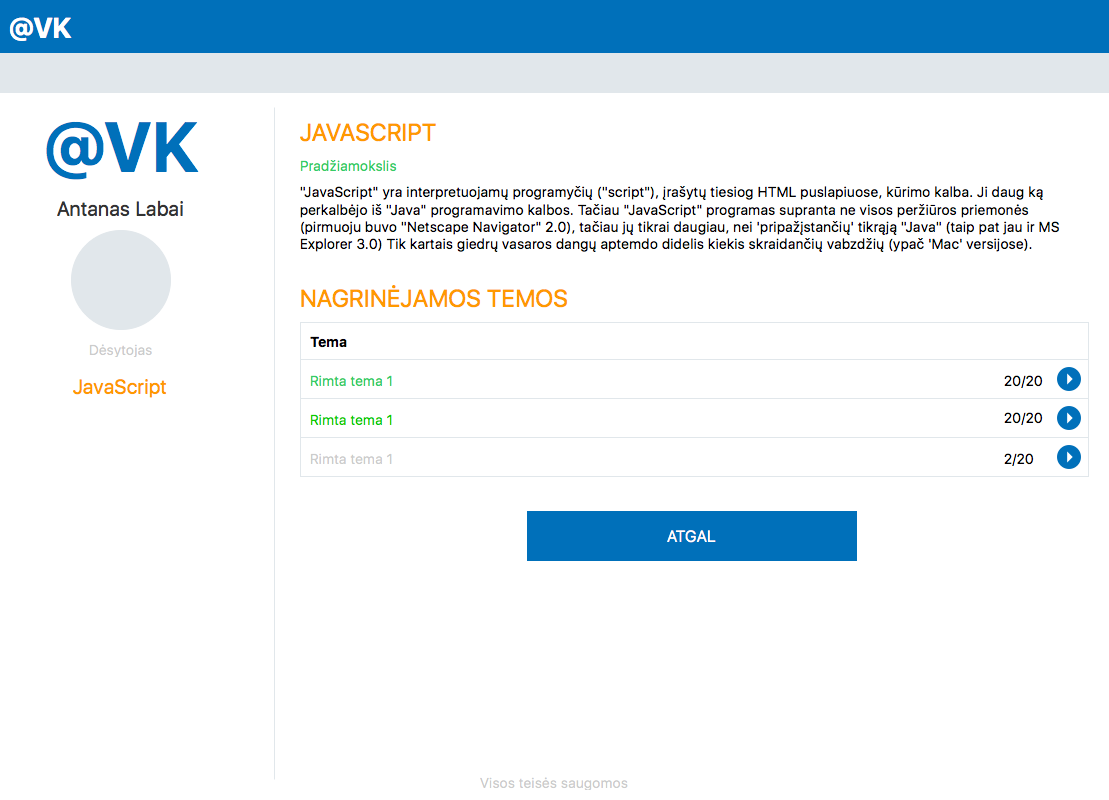 @VK
@VK
Antanas Labai
Dėsytojas
JavaScript
JAVASCRIPT
Pradžiamokslis
"JavaScript" yra interpretuojamų programyčių ("script"), įrašytų tiesiog HTML puslapiuose, kūrimo kalba. Ji daug ką
perkalbėjo iš "Java" programavimo kalbos. Tačiau "JavaScript" programas supranta ne visos peržiūros priemonės
(pirmuoju buvo "Netscape Navigator" 2.0), tačiau jų tikrai daugiau, nei 'pripažįstančiu' tikrąją "Java" (taip pat jau ir MS
Explorer 3.0) Tik kartais giedrų vasaros dangų aptemdo didelis kiekis skraidančių vabzdžių (ypač 'Mac' versijose).
NAGRINĖJAMOS TEMOS
Tema
Rimta tema 1 20/20
Rimta tema 1 20/20
Rimta tema 1 2/20
ATGAL
Visos teisės saugomos